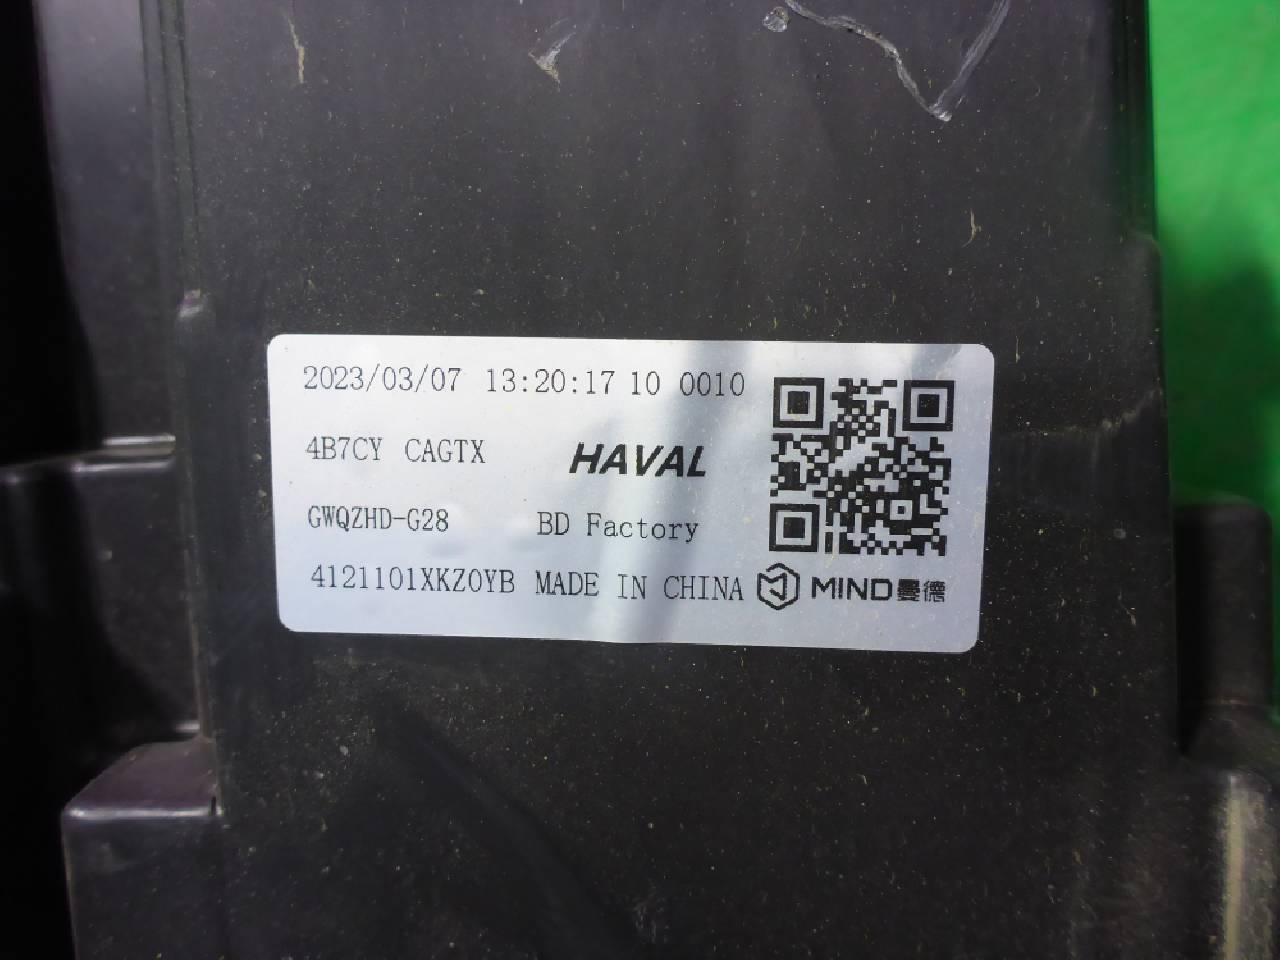 2023/03/07 13:20:17 10 0010
4B7CY CAGTX HAVAL
GWQZHD-G28 BD Factory
4121101XKZ0YB MADE IN CHINA MIND曼德